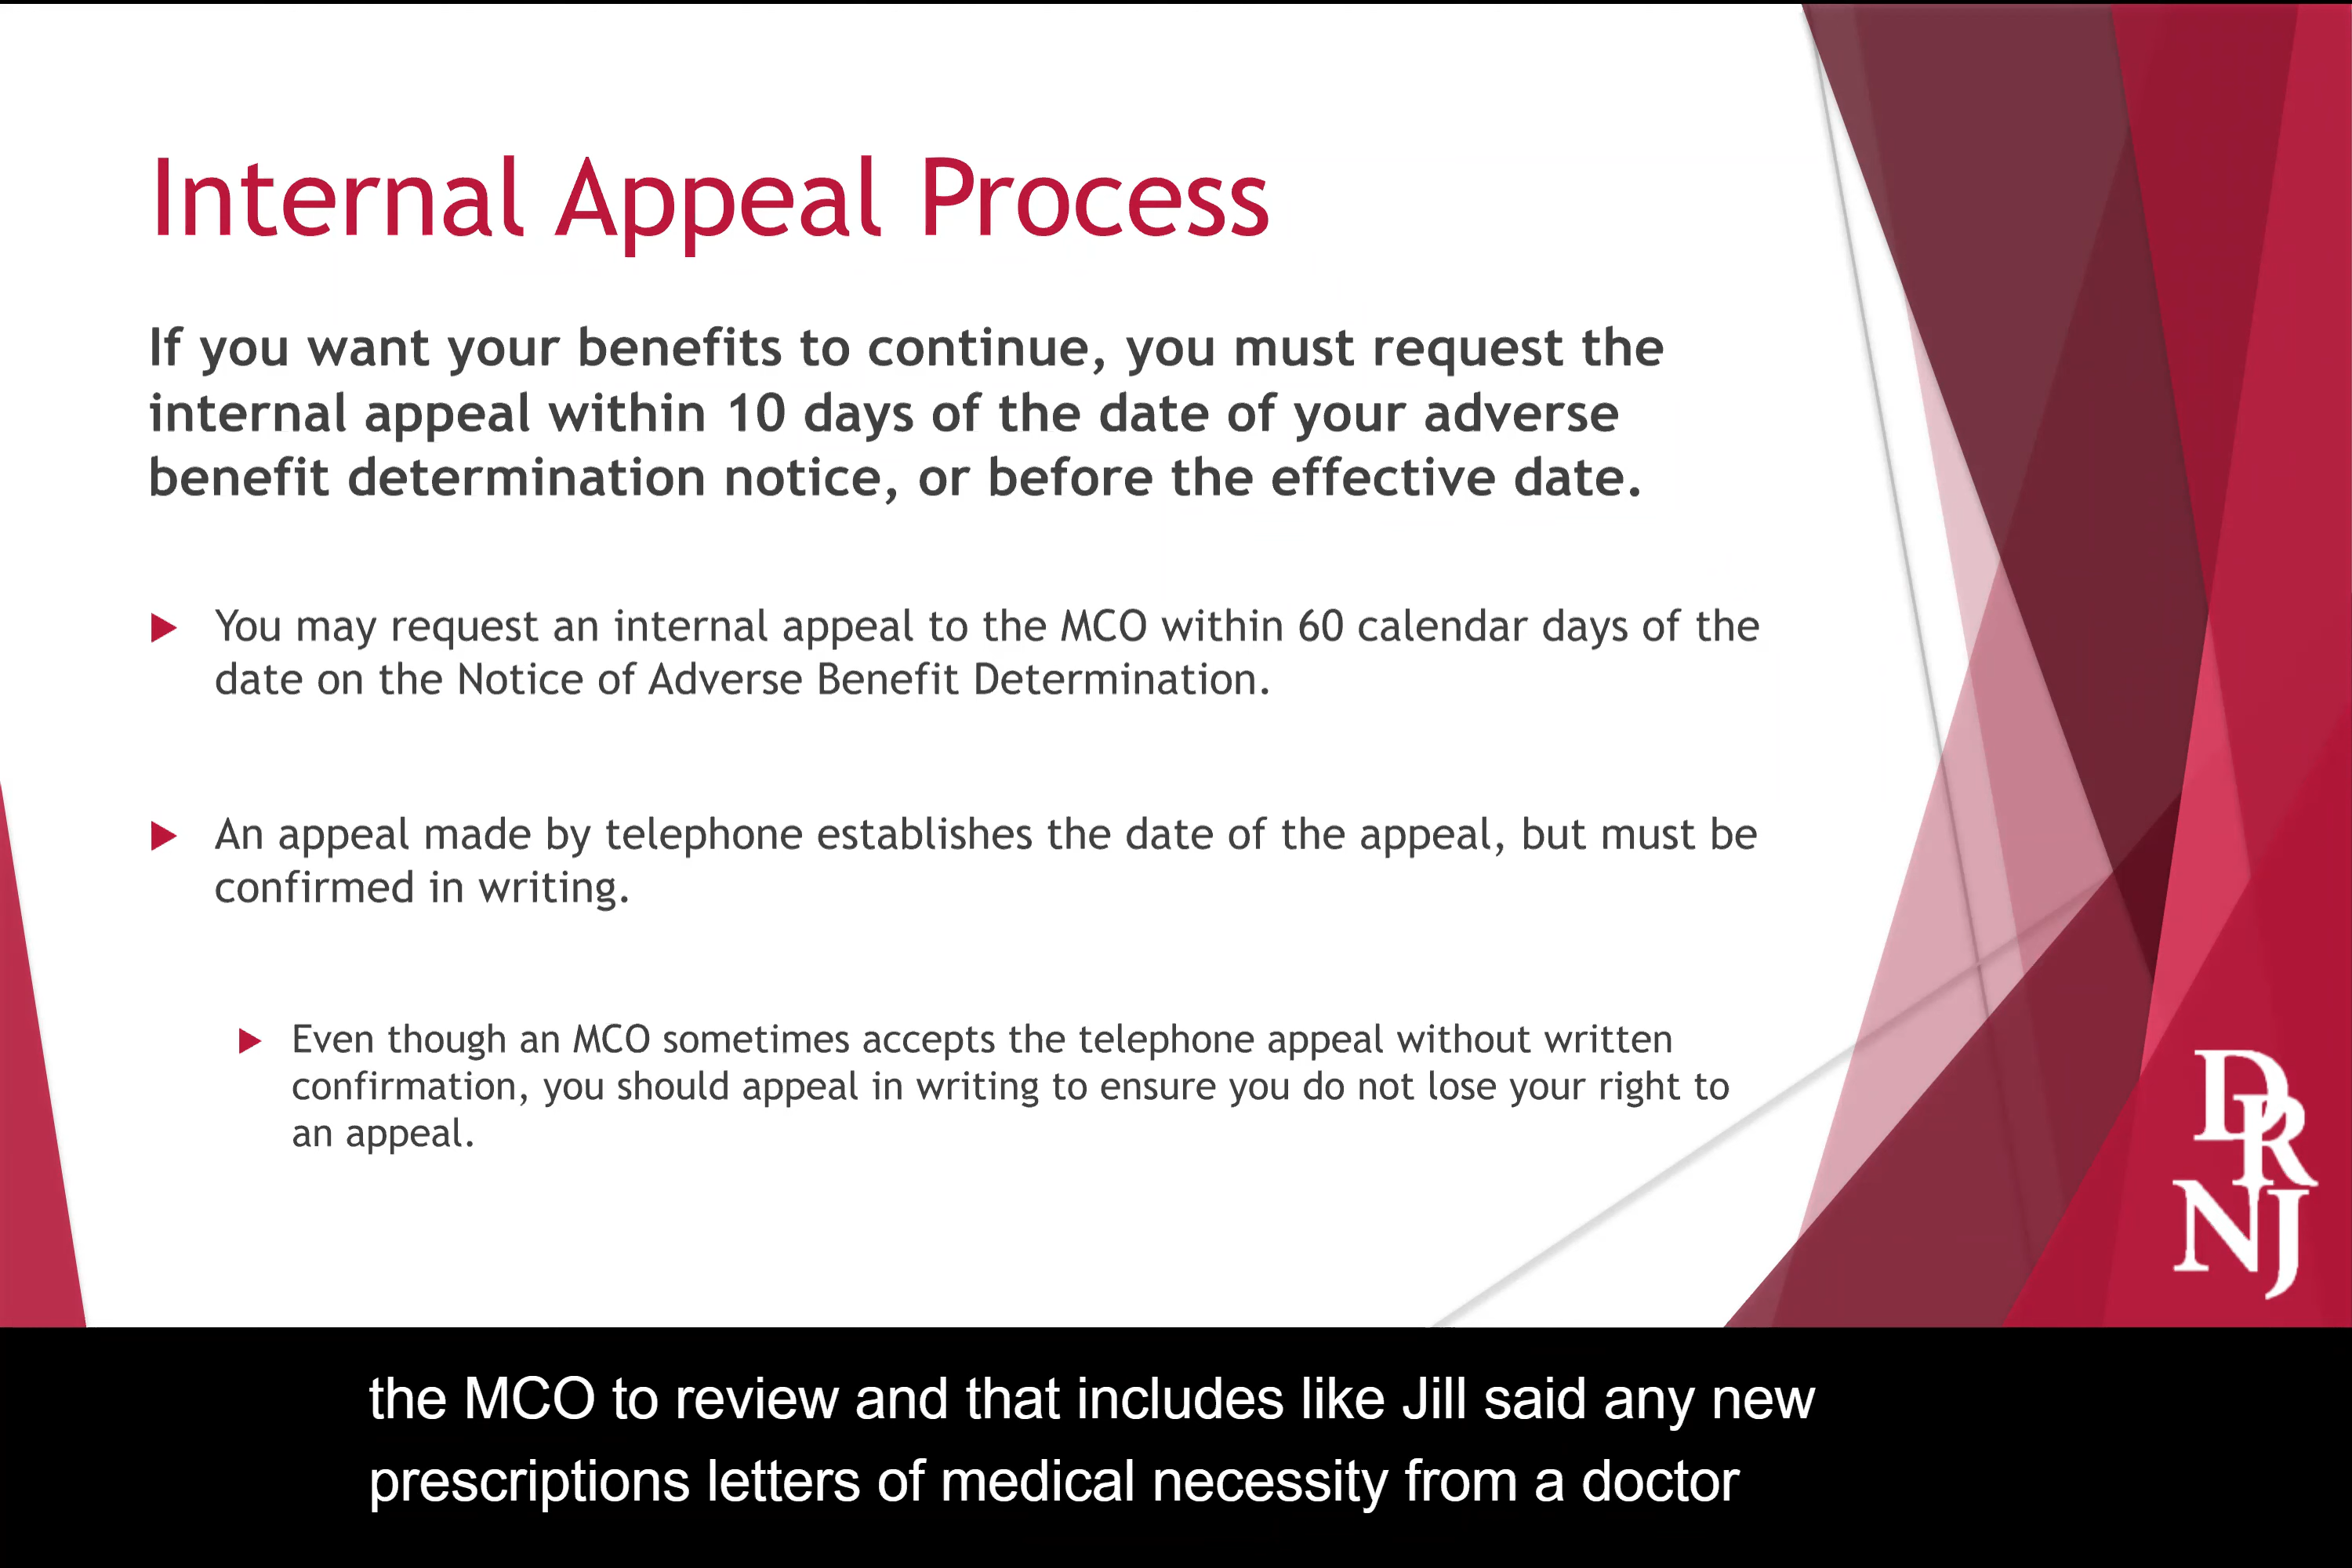 Internal Appeal Process
If you want your benefits to continue, you must request the
internal appeal within 10 days of the date of your adverse
benefit determination notice, or before the effective date.
You may request an internal appeal to the MCO within 60 calendar days of the
date on the Notice of Adverse Benefit Determination.
An appeal made by telephone establishes the date of the appeal, but must be
confirmed in writing.
Even though an MCO sometimes accepts the telephone appeal without written
confirmation, you should appeal in writing to ensure you do not lose your right to
an appeal.
DR
NJ
the MCO to review and that includes like Jill said any new
prescriptions letters of medical necessity from a doctor